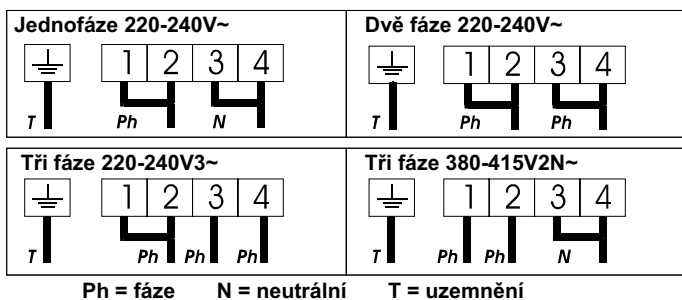 Jednofáze 220-240V~
1 2 3 4
T Ph N
Dvě fáze 220-240V~
1 2 3 4
T Ph Ph
Tři fáze 220-240V3~
1 2 3 4
T Ph Ph Ph
Tři fáze 380-415V2N~
1 2 3 4
T Ph Ph N
Ph = fáze N = neutrální T = uzemnění